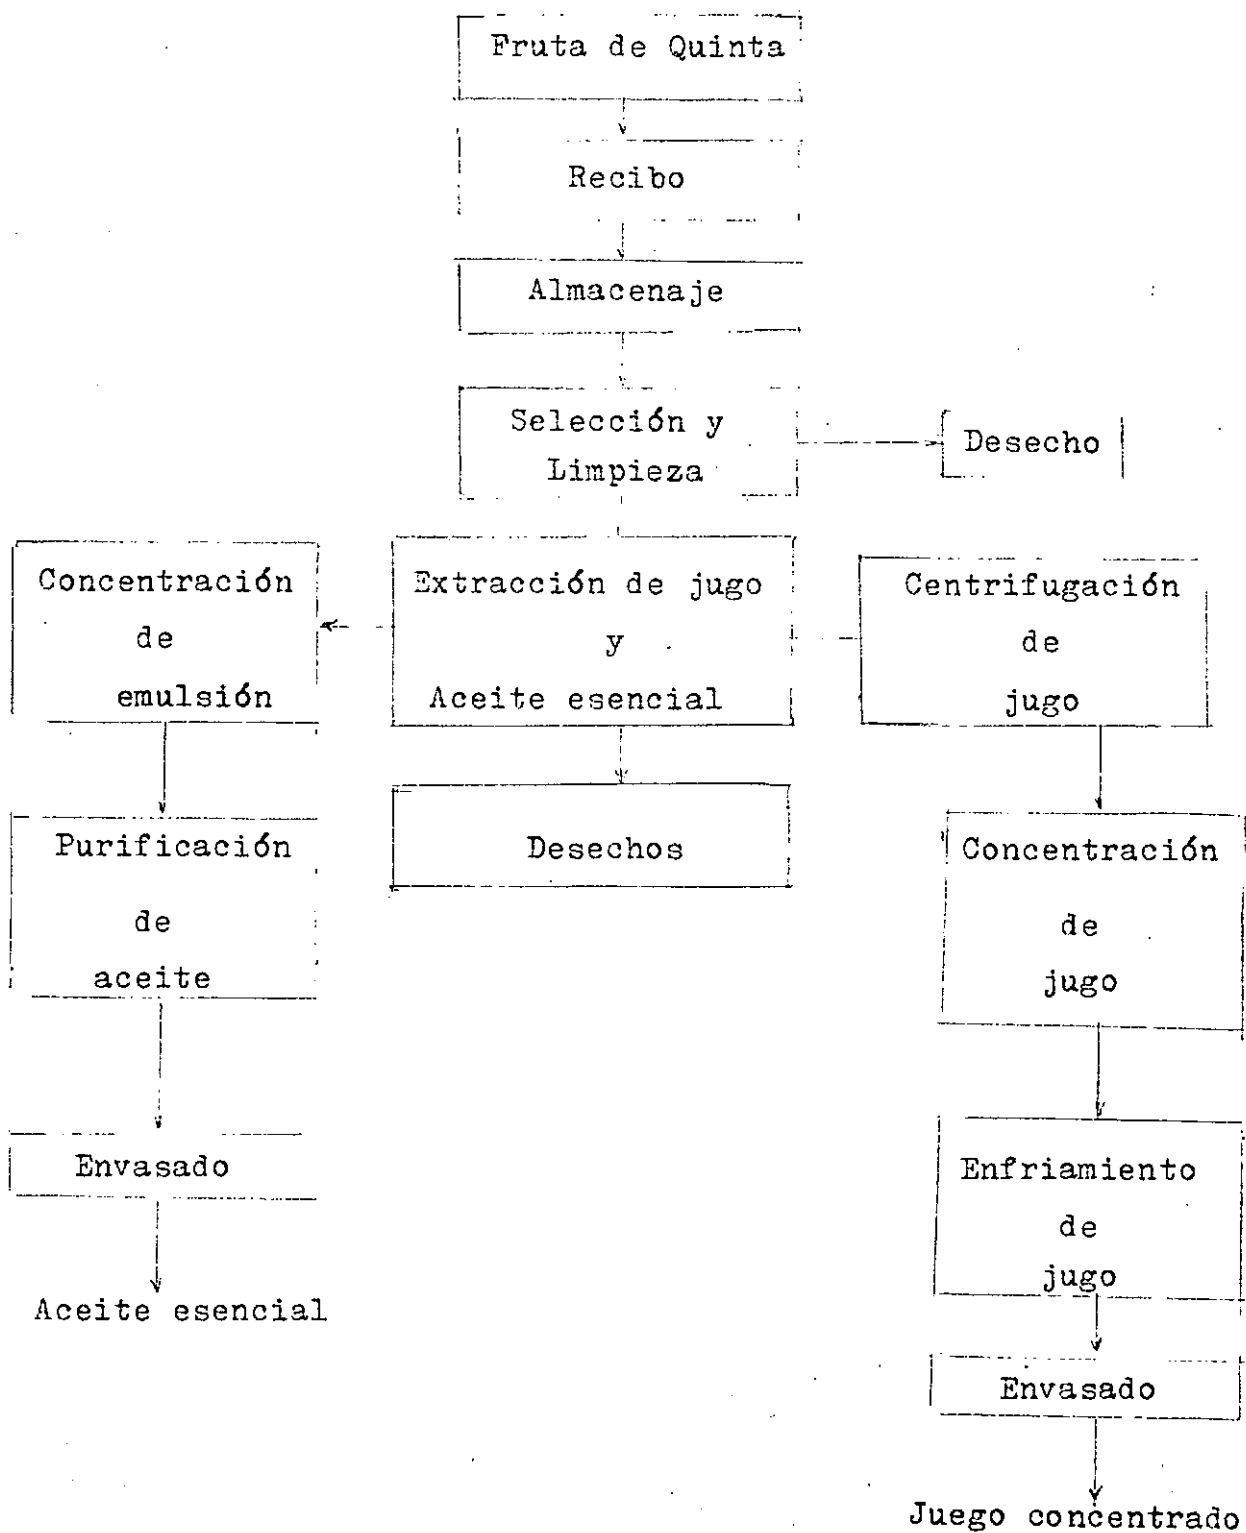 Fruta de Quinta
Recibo
Almacenaje
Selección y
Limpieza
Desecho
Concentración
de
emulsión
Extracción de jugo
y
Aceite esencial
Centrifugación
de
jugo
Purificación
de
aceite
Desechos
Concentración
de
jugo
Envasado
Aceite esencial
Enfriamiento
de
jugo
Envasado
Juego concentrado